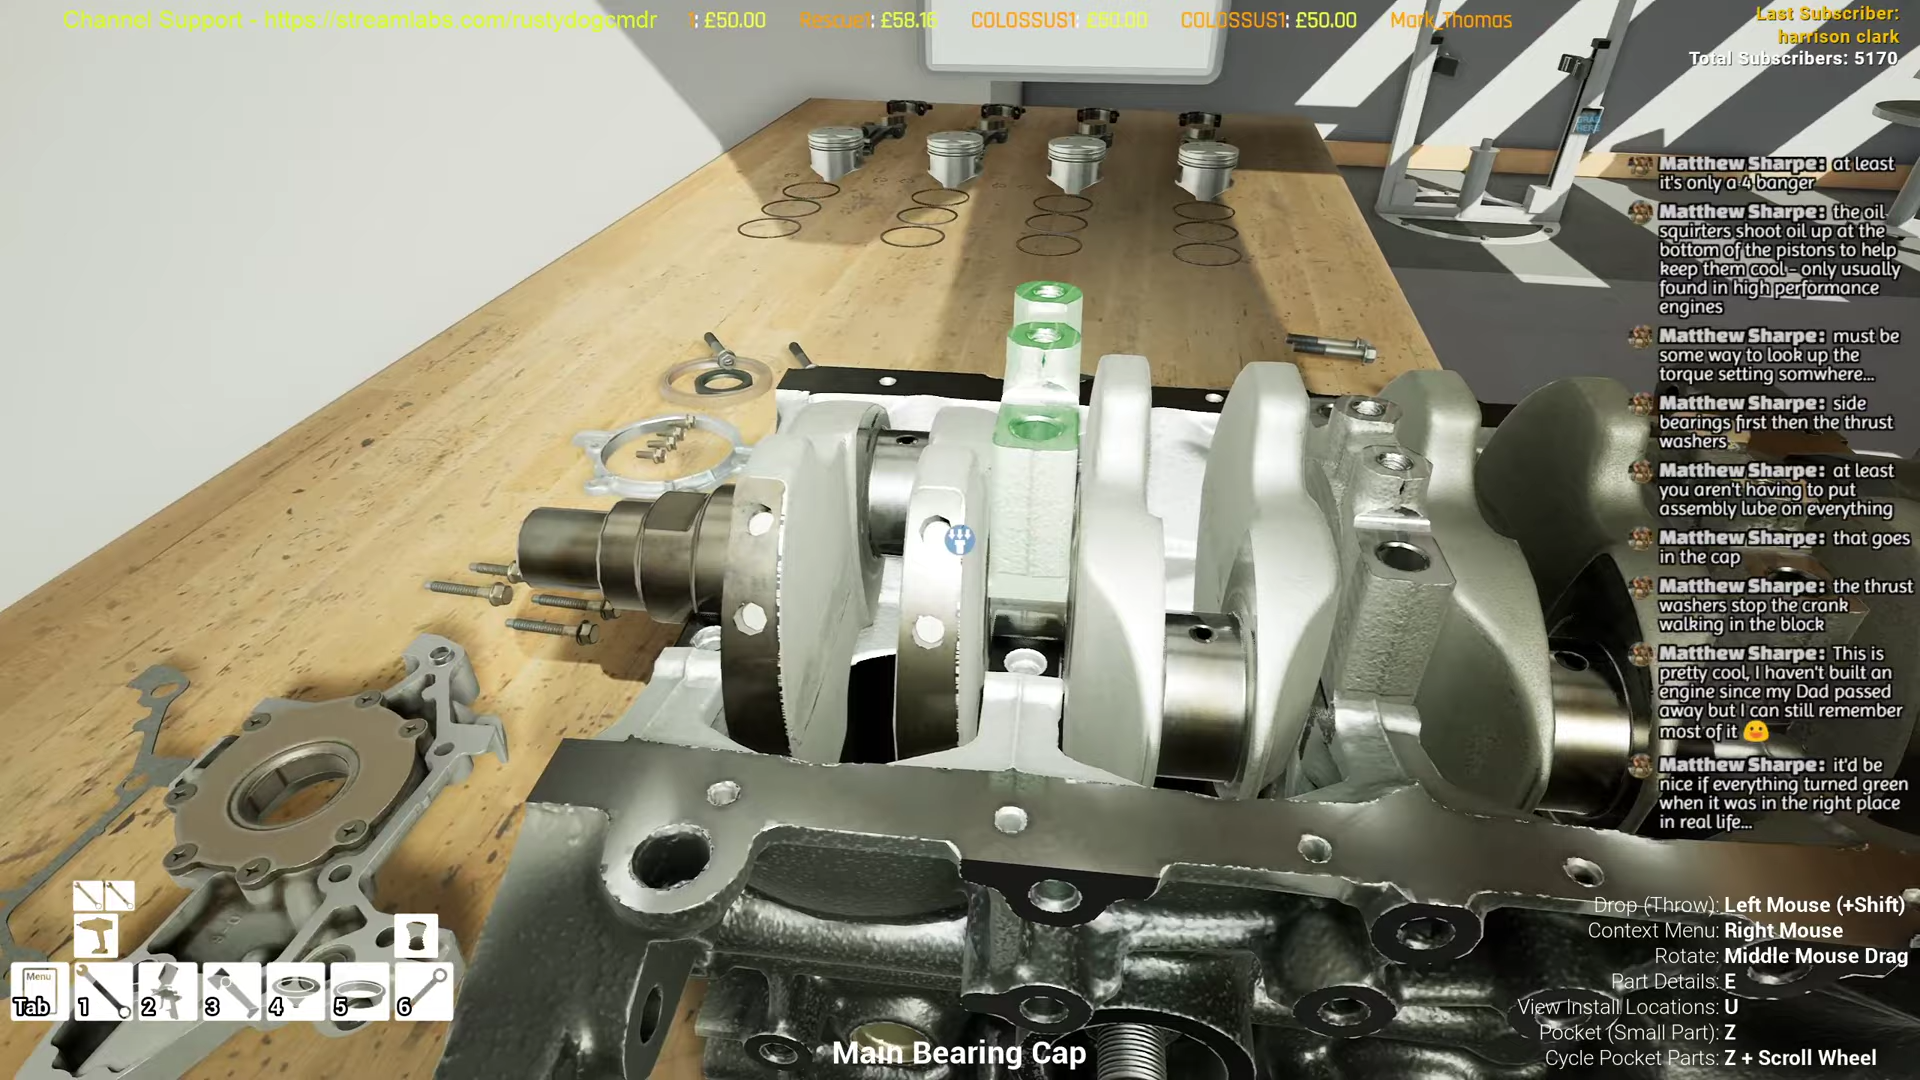 Channel Support - https://streamlabs.com/rustydogcmdr
1: £50.00 Rescue1: £58.16 COLOSSUS1: £50.00 COLOSSUS1: £50.00 Mark_Thomas
Last Subscriber:
harrison clark
Total Subscribers: 5170
GRAB
HERE
Matthew Sharpe: at least
it's only a 4 banger
Matthew Sharpe: the oil
squirters shoot oil up at the
bottom of the pistons to help
keep them cool - only usually
found in high performance
engines
Matthew Sharpe: must be
some way to look up the
torque setting somwhere...
Matthew Sharpe: side
bearings first then the thrust
washers
Matthew Sharpe: at least
you aren't having to put
assembly lube on everything
Matthew Sharpe: that goes
in the cap
Matthew Sharpe: the thrust
washers stop the crank
walking in the block
Matthew Sharpe: This is
pretty cool, I haven't built an
engine since my Dad passed
away but I can still remember
most of it
Matthew Sharpe: it'd be
nice if everything turned green
when it was in the right place
in real life...
Drop (Throw): Left Mouse (+Shift)
Context Menu: Right Mouse
Rotate: Middle Mouse Drag
Part Details: E
View Install Locations: U
Pocket (Small Part): Z
Cycle Pocket Parts: Z + Scroll Wheel
Menu
Tab 1 2 3 4 5 6
Main Bearing Cap